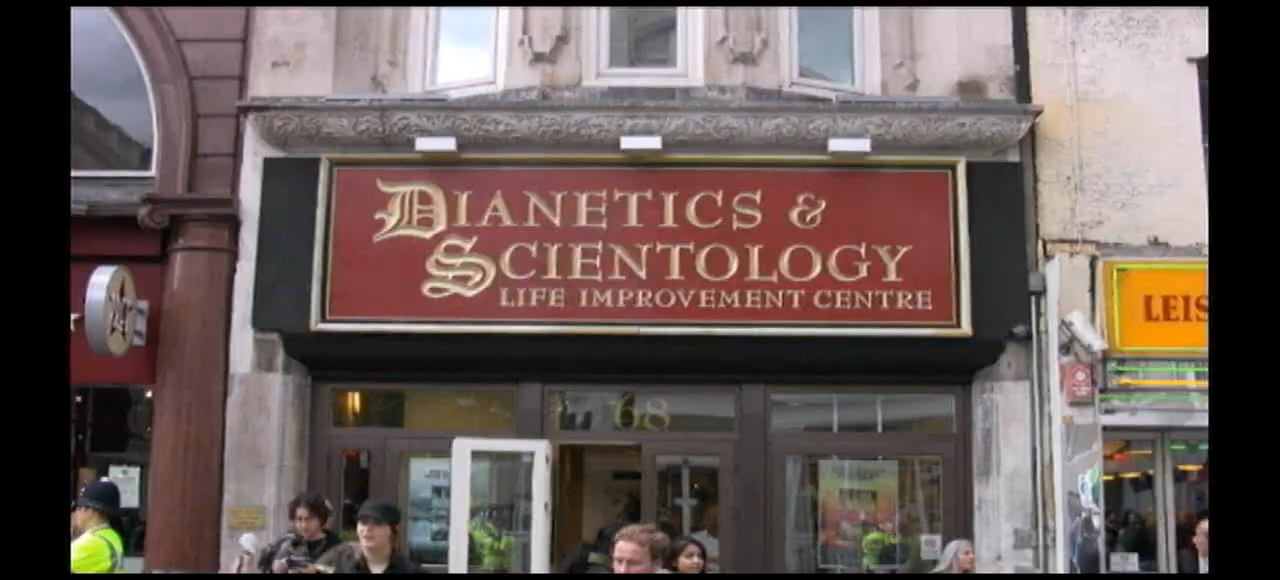 DIANETICS &
SCIENTOLOGY
LIFE IMPROVEMENT CENTRE
68
LEIS